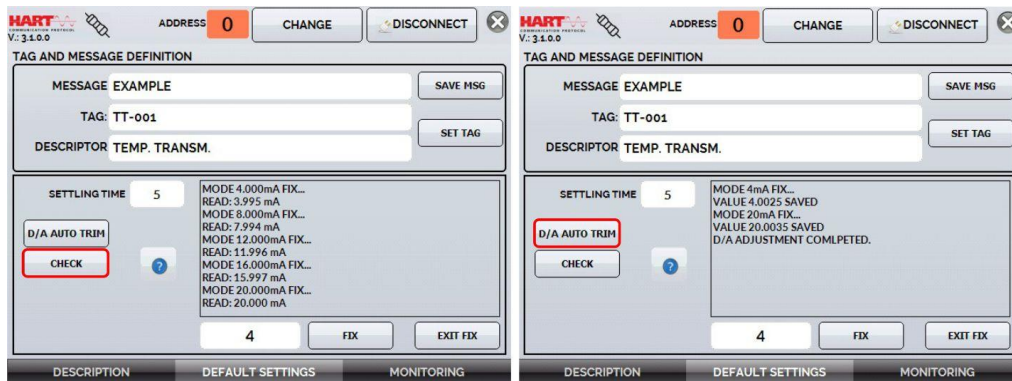 HART
COMMUNICATION PROTOCOL
V.: 3.1.0.0
ADDRESS 0 CHANGE DISCONNECT
TAG AND MESSAGE DEFINITION
MESSAGE EXAMPLE SAVE MSG
TAG: TT-001
SET TAG
DESCRIPTOR TEMP. TRANSM.
SETTLING TIME 5
D/A AUTO TRIM
CHECK
?
MODE 4.000mA FIX...
READ: 3.995 mA
MODE 8.000mA FIX...
READ: 7.994 mA
MODE 12.000mA FIX...
READ: 11.996 mA
MODE 16.000mA FIX...
READ: 15.997 mA
MODE 20.000mA FIX...
READ: 20.000 mA
4 FIX EXIT FIX
DESCRIPTION DEFAULT SETTINGS MONITORING
HART
COMMUNICATION PROTOCOL
V.: 3.1.0.0
ADDRESS 0 CHANGE DISCONNECT
TAG AND MESSAGE DEFINITION
MESSAGE EXAMPLE SAVE MSG
TAG: TT-001
SET TAG
DESCRIPTOR TEMP. TRANSM.
SETTLING TIME 5
D/A AUTO TRIM
CHECK
?
MODE 4mA FIX...
VALUE 4.0025 SAVED
MODE 20mA FIX...
VALUE 20.0035 SAVED
D/A ADJUSTMENT COMLPETED.
4 FIX EXIT FIX
DESCRIPTION DEFAULT SETTINGS MONITORING